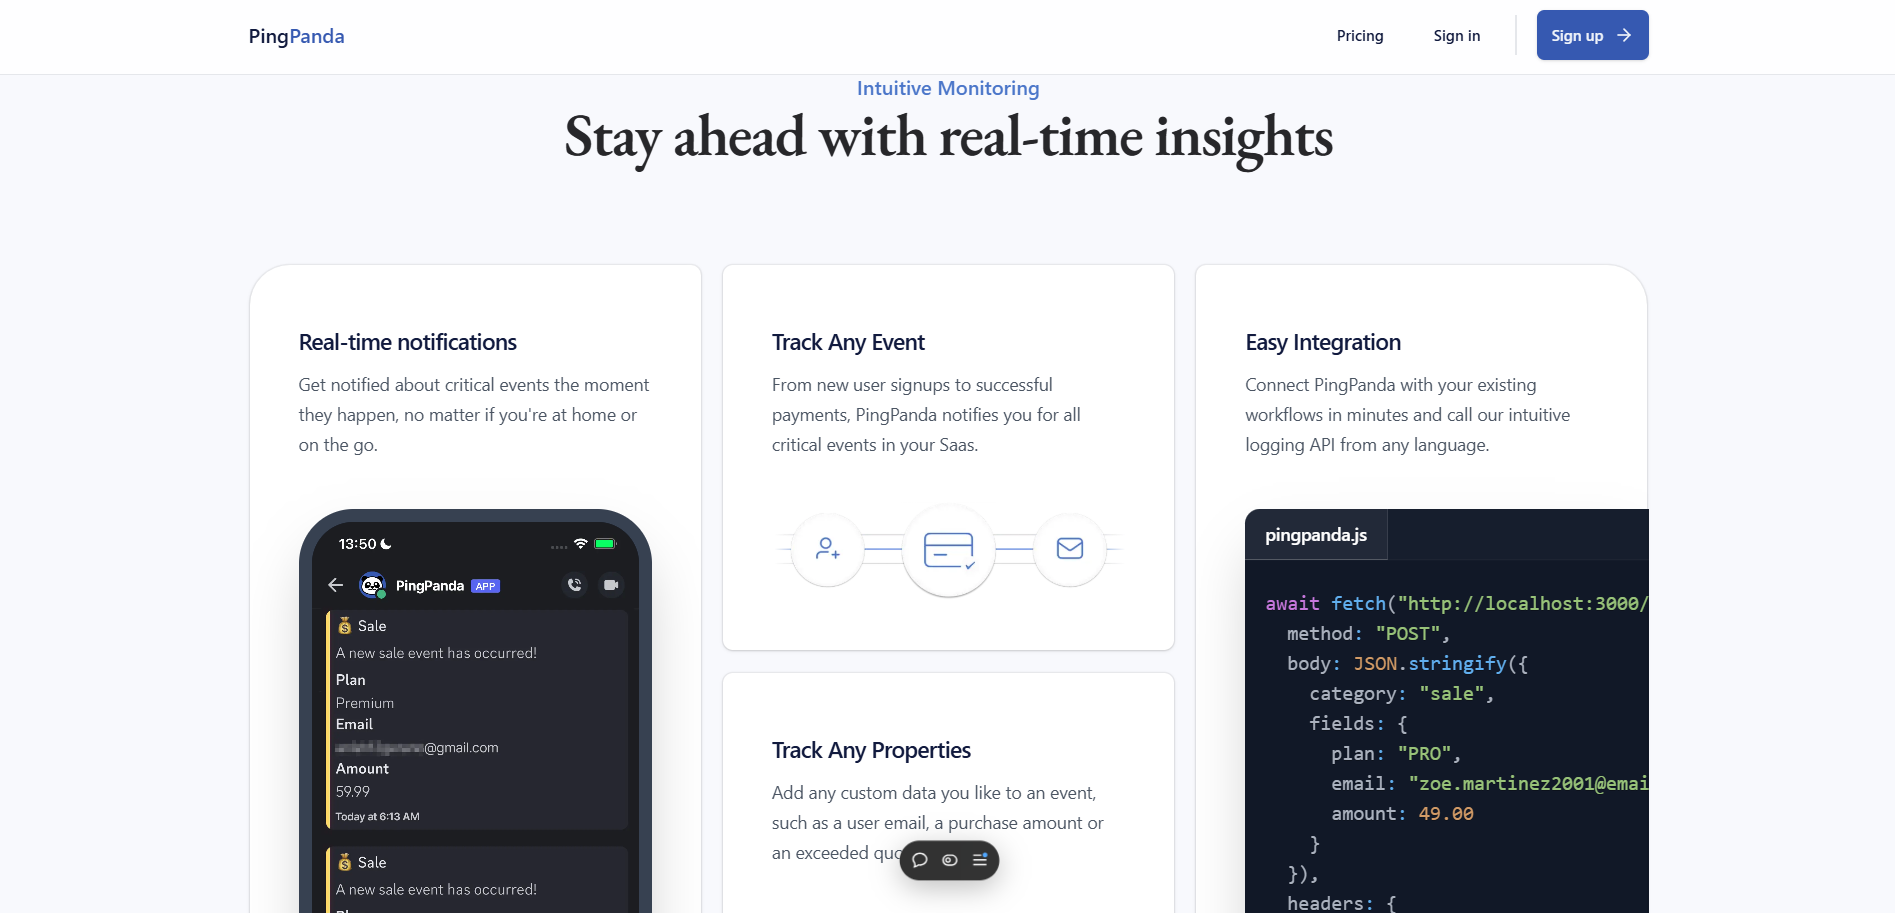 PingPanda
Pricing
Sign in
Sign up
Intuitive Monitoring
Stay ahead with real-time insights
Real-time notifications
Get notified about critical events the moment
they happen, no matter if you're at home or
on the go.
13:50
PingPanda APP
Sale
A new sale event has occurred!
Plan
Premium
Email
@gmail.com
Amount
59.99
Today at 6:13 AM
Sale
A new sale event has occurred!
Track Any Event
From new user signups to successful
payments, PingPanda notifies you for all
critical events in your Saas.
Track Any Properties
Add any custom data you like to an event,
such as a user email, a purchase amount or
an exceeded
Easy Integration
Connect PingPanda with your existing
workflows in minutes and call our intuitive
logging API from any language.
pingpanda.js
await fetch("http://localhost:3000/
method: "POST",
body: JSON.stringify({
category: "sale",
fields: {
plan: "PRO",
email: "zoe.martinez2001@emai
amount: 49.00
}
}),
headers: {